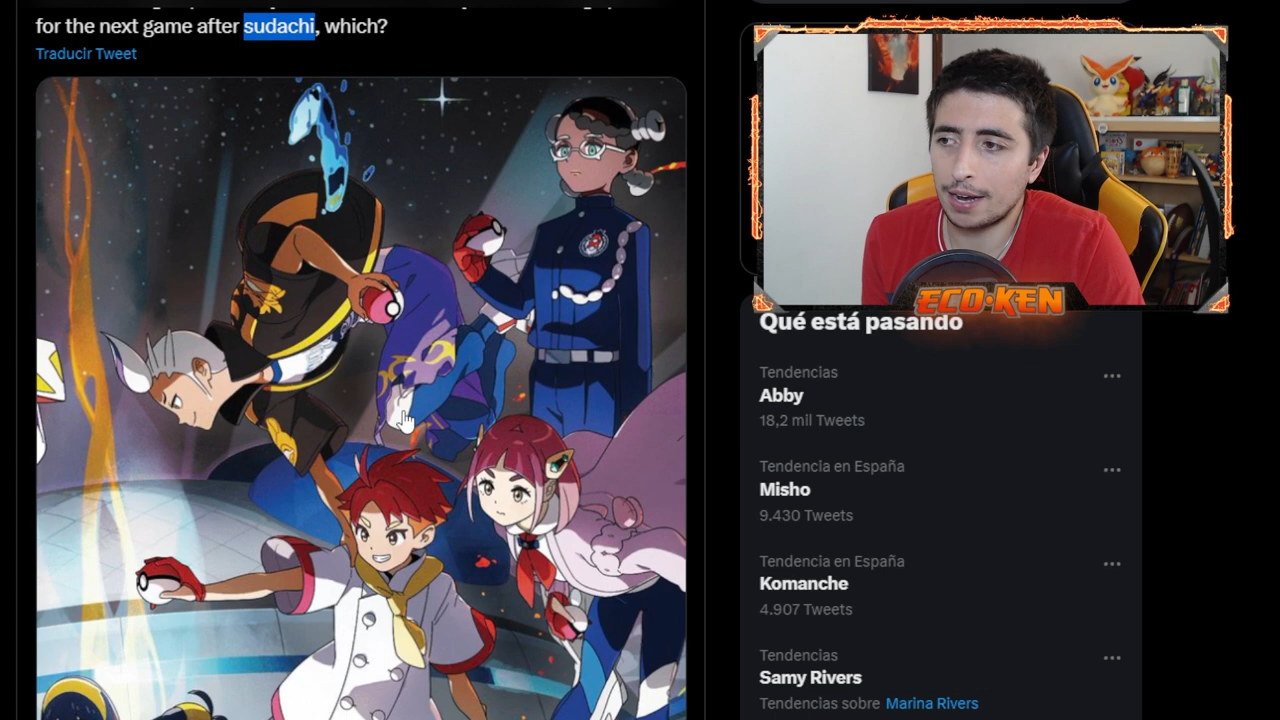 for the next game after sudachi, which?
Traducir Tweet
ECO·KEN
Qué está pasando
Tendencias
Abby
18,2 mil Tweets
Tendencia en España
Misho
9.430 Tweets
Tendencia en España
Komanche
4.907 Tweets
Tendencias
Samy Rivers
Tendencias sobre Marina Rivers